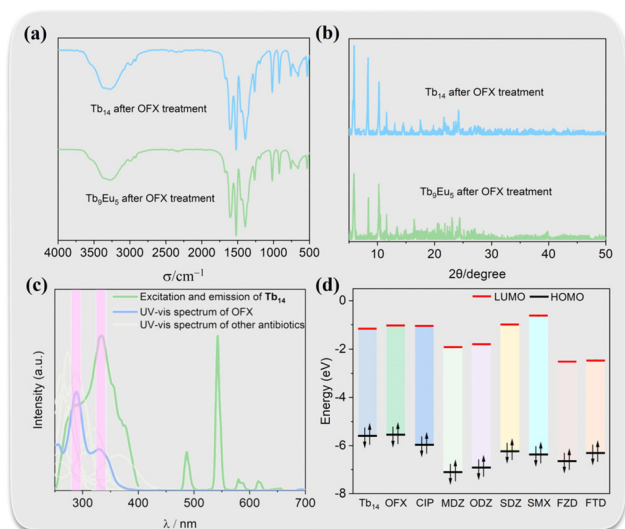 (a)
Tb₁₄ after OFX treatment
Tb₉Eu₅ after OFX treatment
4000 3500 3000 2500 2000 1500 1000 500
σ/cm⁻¹
(b)
Tb₁₄ after OFX treatment
Tb₉Eu₅ after OFX treatment
10 20 30 40 50
2θ/degree
(c)
Excitation and emission of Tb₁₄
UV-vis spectrum of OFX
UV-vis spectrum of other antibiotics
Intensity (a.u.)
300 400 500 600 700
λ / nm
(d)
LUMO HOMO
Energy (eV)
0
-2
-4
-6
-8
Tb₁₄ OFX CIP MDZ ODZ SDZ SMX FZD FTD